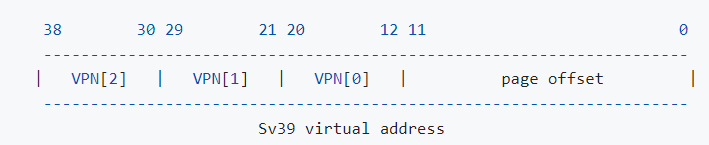 38 30 29 21 20 12 11 0
----------------------------------------------------------------------
| VPN[2] | VPN[1] | VPN[0] | page offset |
----------------------------------------------------------------------
Sv39 virtual address